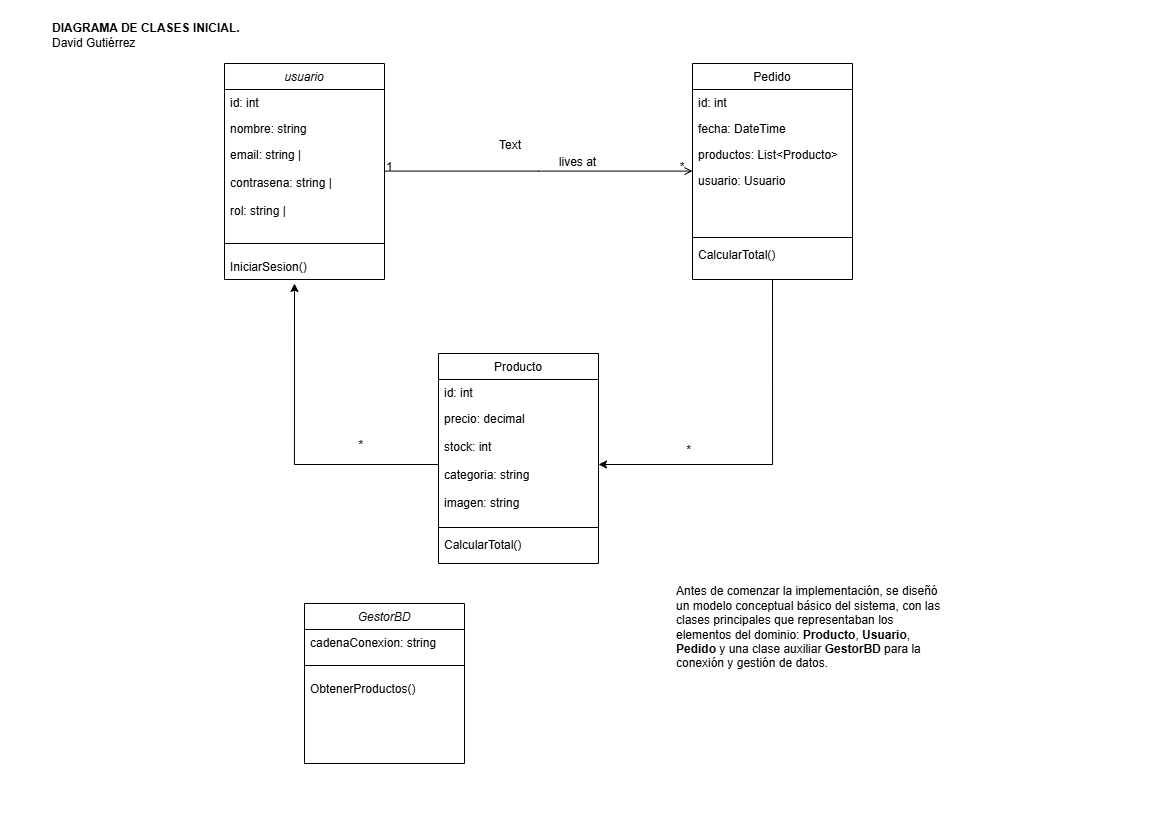 DIAGRAMA DE CLASES INICIAL.
David Gutiérrez
usuario
id: int
nombre: string
email: string |
contrasena: string |
rol: string |
IniciarSesion()
1
Text
lives at
*
Pedido
id: int
fecha: DateTime
productos: List<Producto>
usuario: Usuario
CalcularTotal()
Producto
id: int
precio: decimal
stock: int
categoria: string
imagen: string
CalcularTotal()
*
*
GestorBD
cadenaConexion: string
ObtenerProductos()
Antes de comenzar la implementación, se diseñó
un modelo conceptual básico del sistema, con las
clases principales que representaban los
elementos del dominio: Producto, Usuario,
Pedido y una clase auxiliar GestorBD para la
conexión y gestión de datos.